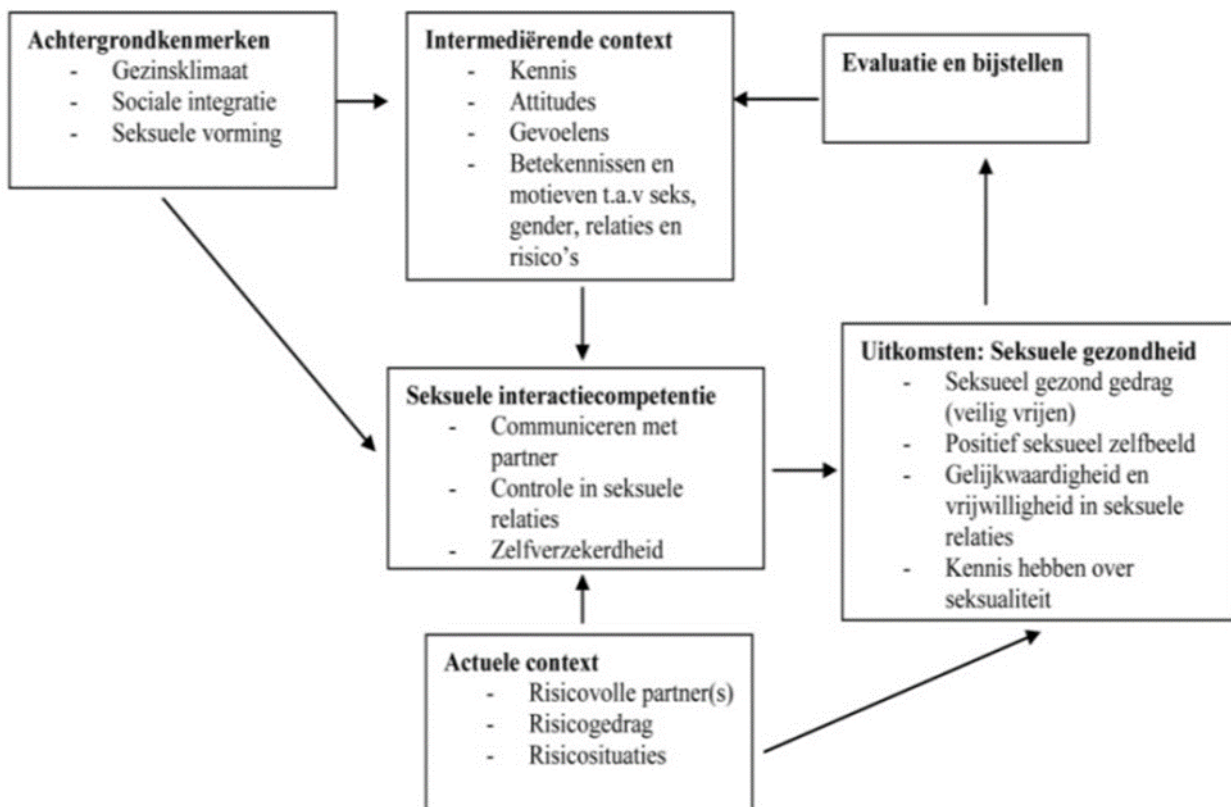 Achtergrondkenmerken
- Gezinsklimaat
- Sociale integratie
- Seksuele vorming
Intermediërende context
- Kennis
- Attitudes
- Gevoelens
- Betekennissen en
motieven t.a.v seks,
gender, relaties en
risico’s
Evaluatie en bijstellen
Seksuele interactiecompetentie
- Communiceren met
partner
- Controle in seksuele
relaties
- Zelfverzekerdheid
Uitkomsten: Seksuele gezondheid
- Seksueel gezond gedrag
(veilig vrijen)
- Positief seksueel zelfbeeld
- Gelijkwaardigheid en
vrijwilligheid in seksuele
relaties
- Kennis hebben over
seksualiteit
Actuele context
- Risicovolle partner(s)
- Risicogedrag
- Risicosituaties